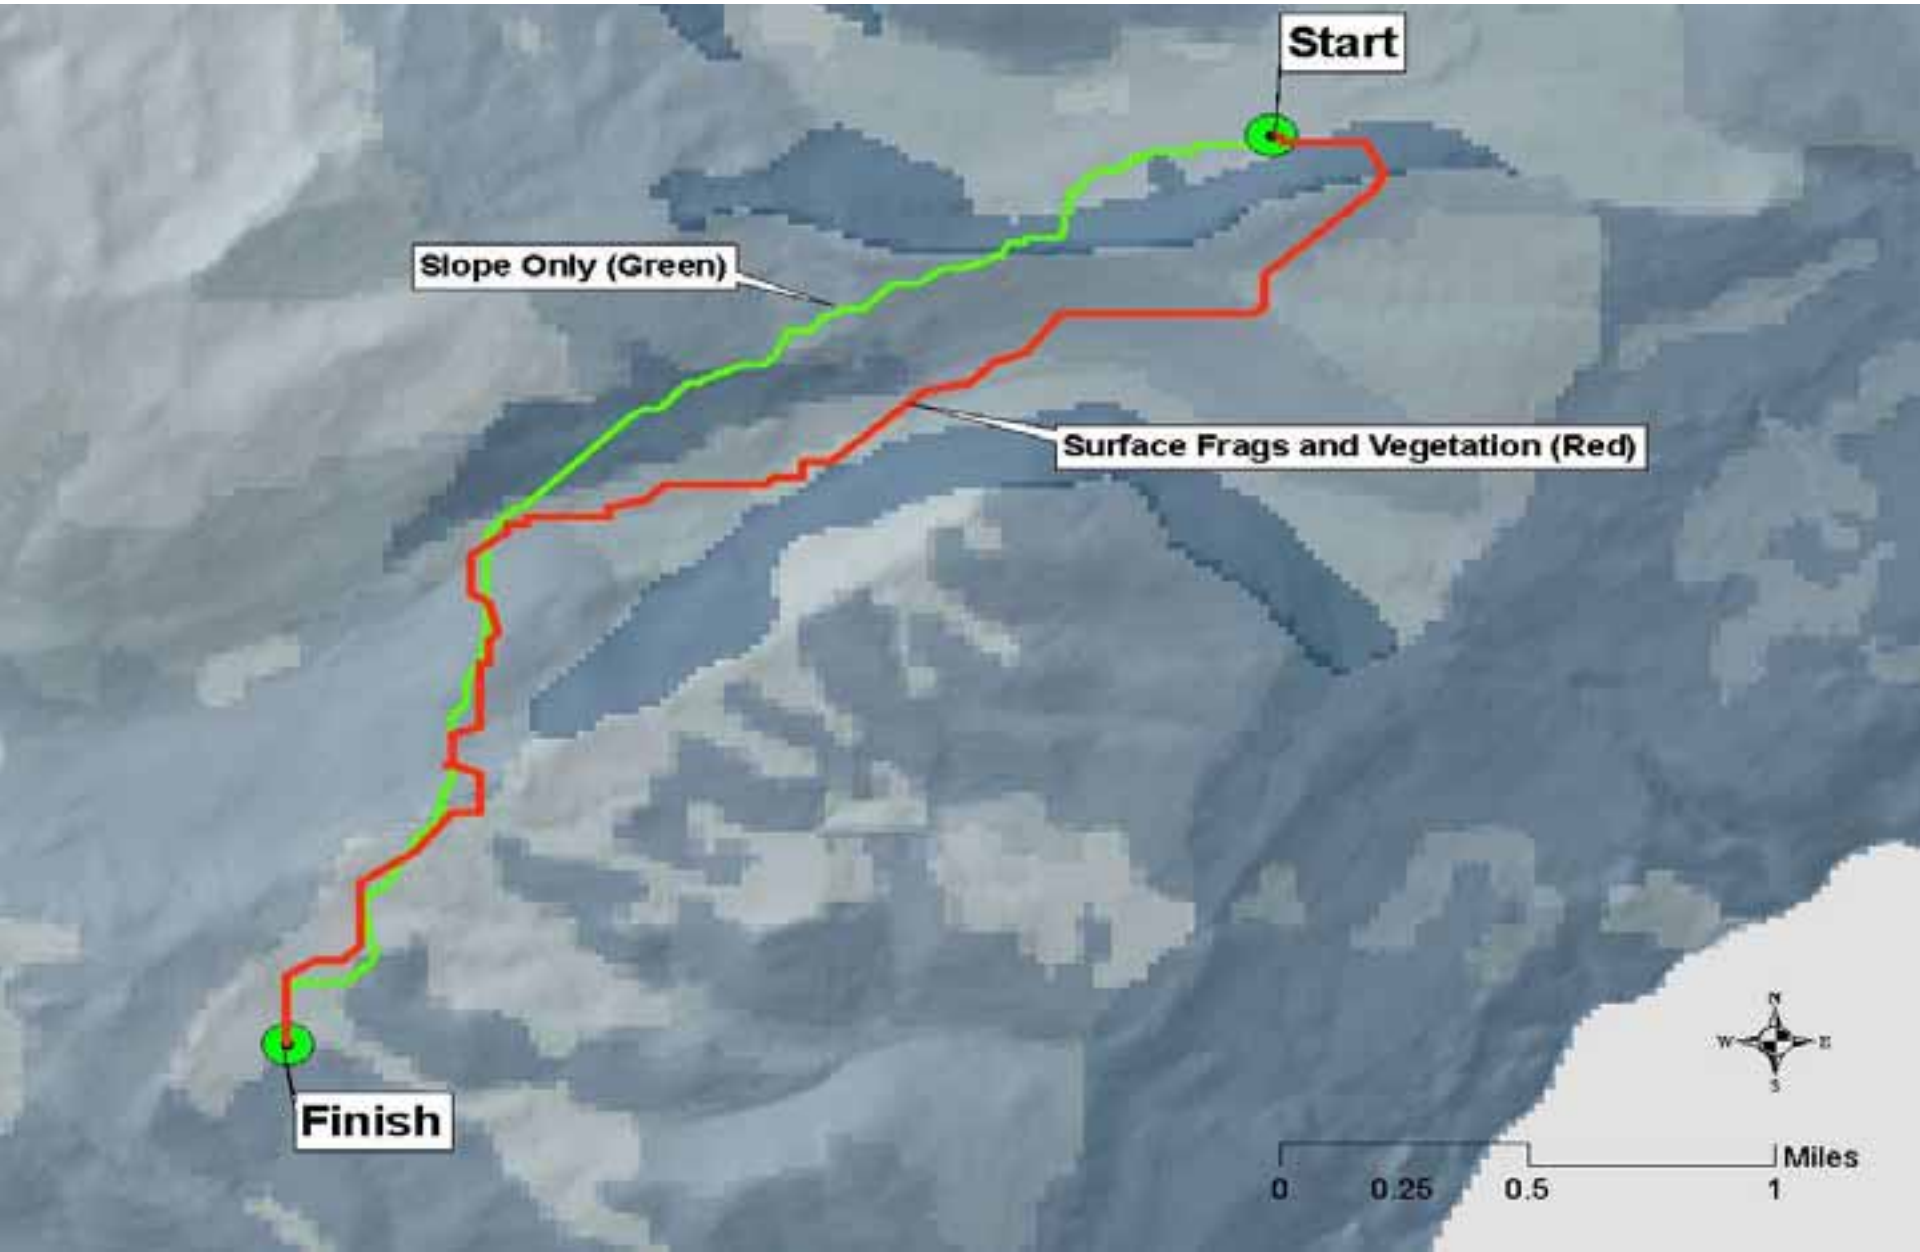 Start
Slope Only (Green)
Surface Frags and Vegetation (Red)
Finish
N
W E
S
Miles
0 0.25 0.5 1